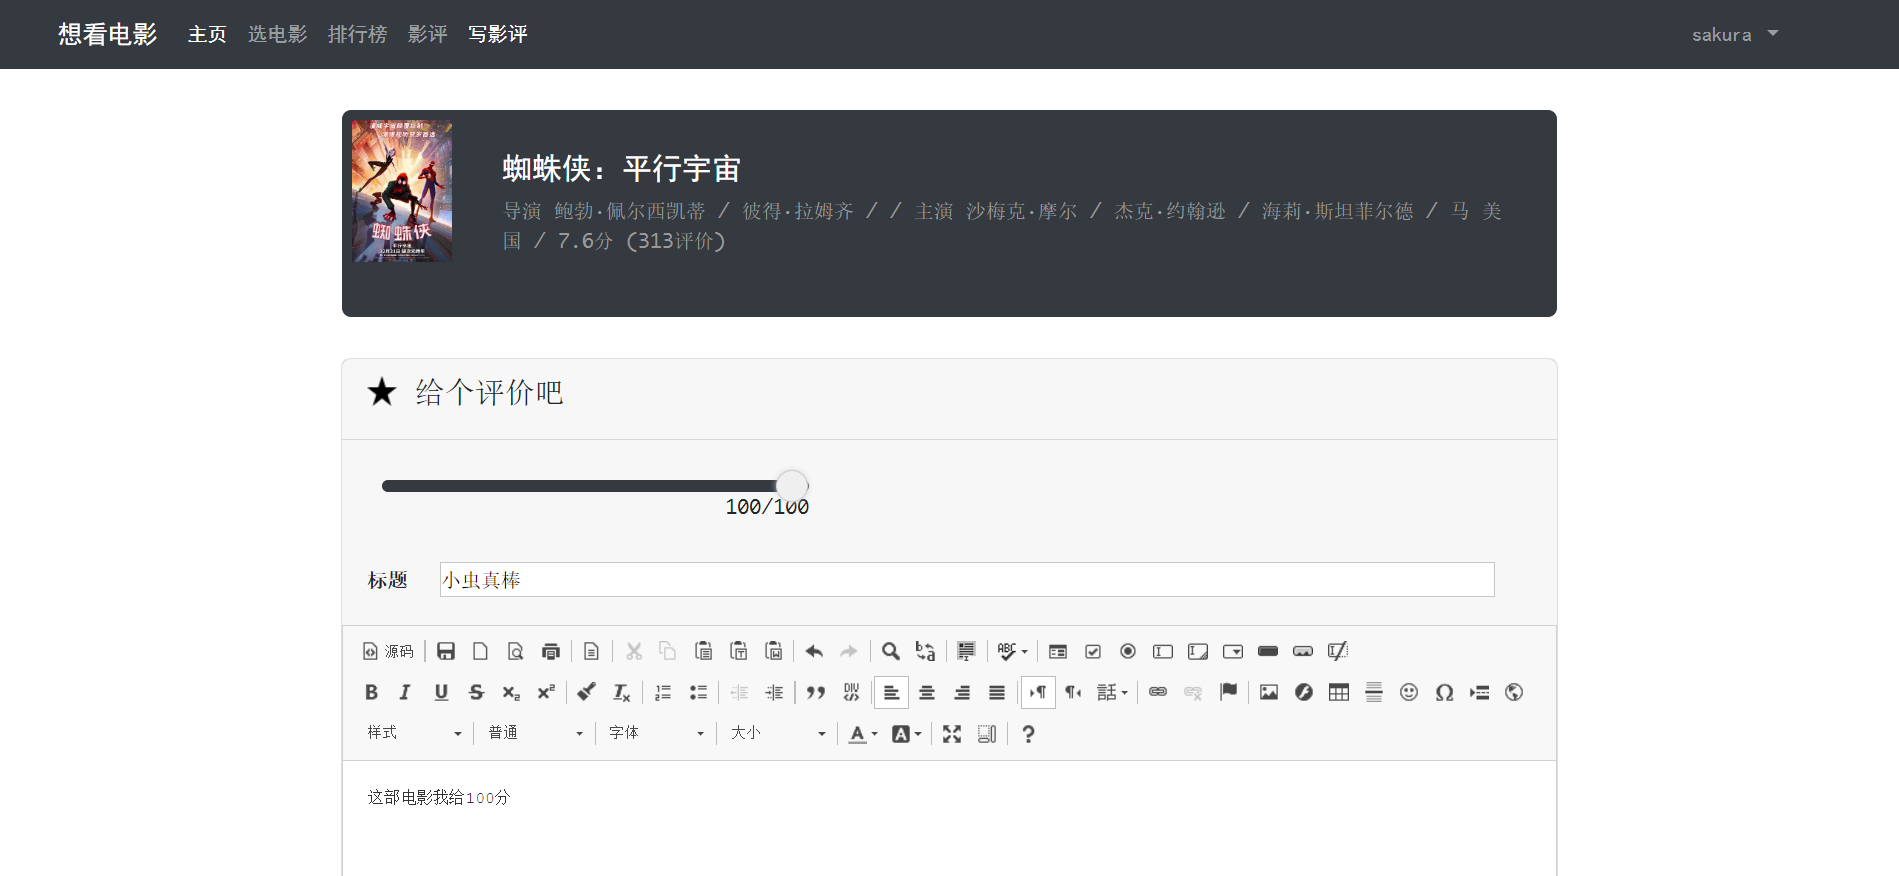 想看电影 主页 选电影 排行榜 影评 写影评 sakura
蜘蛛侠
蜘蛛侠：平行宇宙
导演 鲍勃·佩尔西凯蒂 / 彼得·拉姆齐 / / 主演 沙梅克·摩尔 / 杰克·约翰逊 / 海莉·斯坦菲尔德 / 马 美
国 / 7.6分 (313评价)
给个评价吧
100/100
标题 小虫真棒
源码
样式 普通 字体 大小
这部电影我给100分